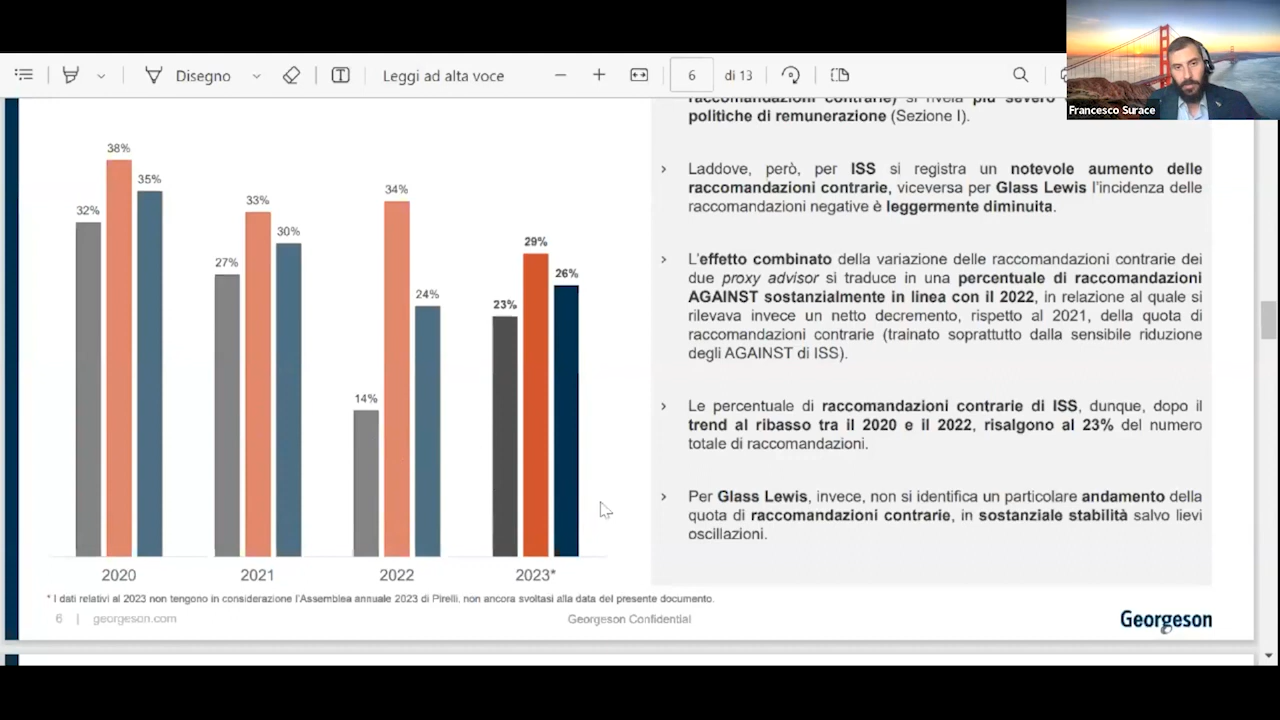 Disegno
Leggi ad alta voce
6
di 13
Francesco Surace
38%
35%
32%
33%
30%
27%
34%
24%
14%
29%
26%
23%
2020
2021
2022
2023*
raccomandazioni contrarie) si rivela più severo
politiche di remunerazione (Sezione I).
› Laddove, però, per ISS si registra un notevole aumento delle
raccomandazioni contrarie, viceversa per Glass Lewis l'incidenza delle
raccomandazioni negative è leggermente diminuita.
› L'effetto combinato della variazione delle raccomandazioni contrarie dei
due proxy advisor si traduce in una percentuale di raccomandazioni
AGAINST sostanzialmente in linea con il 2022, in relazione al quale si
rilevava invece un netto decremento, rispetto al 2021, della quota di
raccomandazioni contrarie (trainato soprattutto dalla sensibile riduzione
degli AGAINST di ISS).
› Le percentuale di raccomandazioni contrarie di ISS, dunque, dopo il
trend al ribasso tra il 2020 e il 2022, risalgono al 23% del numero
totale di raccomandazioni.
› Per Glass Lewis, invece, non si identifica un particolare andamento della
quota di raccomandazioni contrarie, in sostanziale stabilità salvo lievi
oscillazioni.
* I dati relativi al 2023 non tengono in considerazione l'Assemblea annuale 2023 di Pirelli, non ancora svoltasi alla data del presente documento.
6 | georgeson.com
Georgeson Confidential
Georgeson